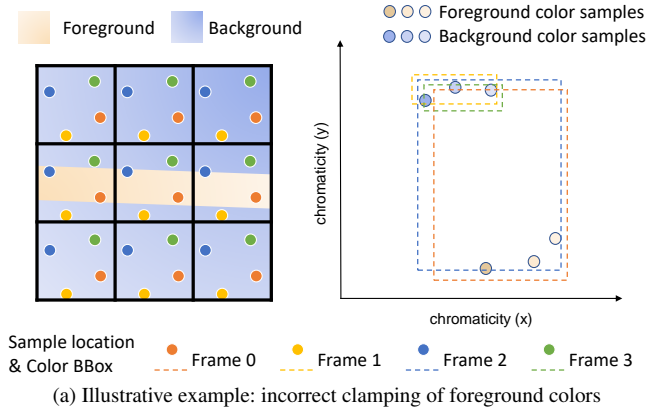 Foreground
Background
Foreground color samples
Background color samples
chromaticity (y)
chromaticity (x)
Sample location
& Color BBox
Frame 0
Frame 1
Frame 2
Frame 3
(a) Illustrative example: incorrect clamping of foreground colors